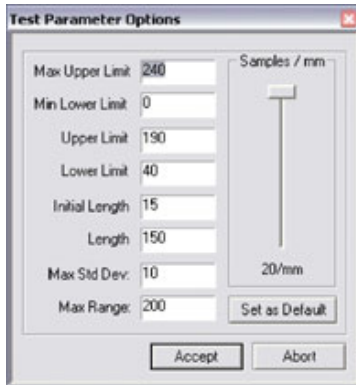 Test Parameter Options
Samples / mm
Max Upper Limit 240
Min Lower Limit 0
Upper Limit 190
Lower Limit 40
Initial Length 15
Length 150
Max Std Dev: 10
20/mm
Max Range: 200
Set as Default
Accept Abort